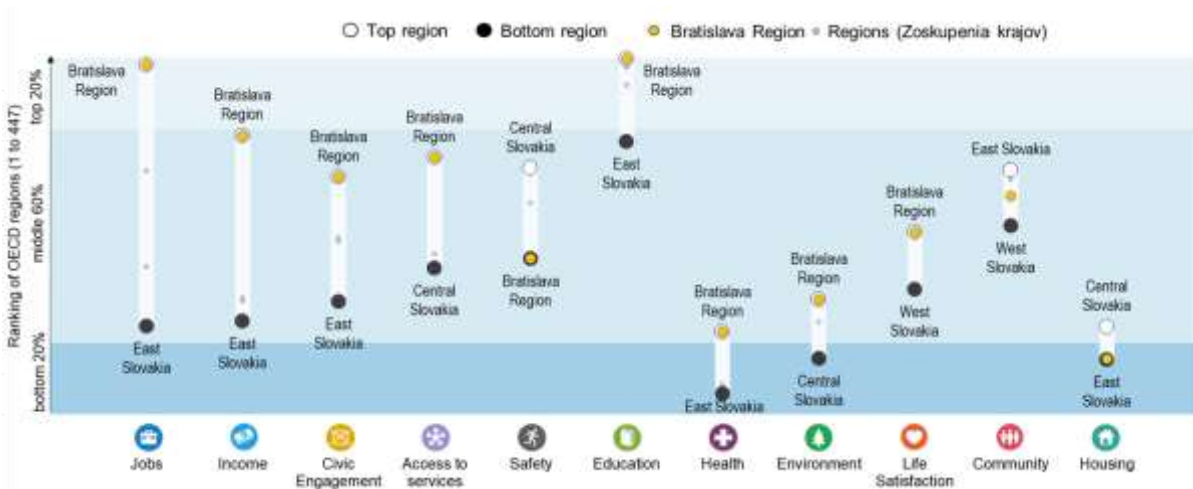 Top region
Bottom region
Bratislava Region
Regions (Zoskupenia krajov)
Ranking of OECD regions (1 to 447)
top 20%
middle 60%
bottom 20%
Bratislava
Region
East
Slovakia
Bratislava
Region
East
Slovakia
Bratislava
Region
East
Slovakia
Bratislava
Region
Central
Slovakia
Central
Slovakia
Bratislava
Region
Bratislava
Region
East
Slovakia
Bratislava
Region
East Slovakia
Bratislava
Region
Central
Slovakia
Bratislava
Region
West
Slovakia
East Slovakia
West
Slovakia
Central
Slovakia
East
Slovakia
Jobs
Income
Civic
Engagement
Access to
services
Safety
Education
Health
Environment
Life
Satisfaction
Community
Housing